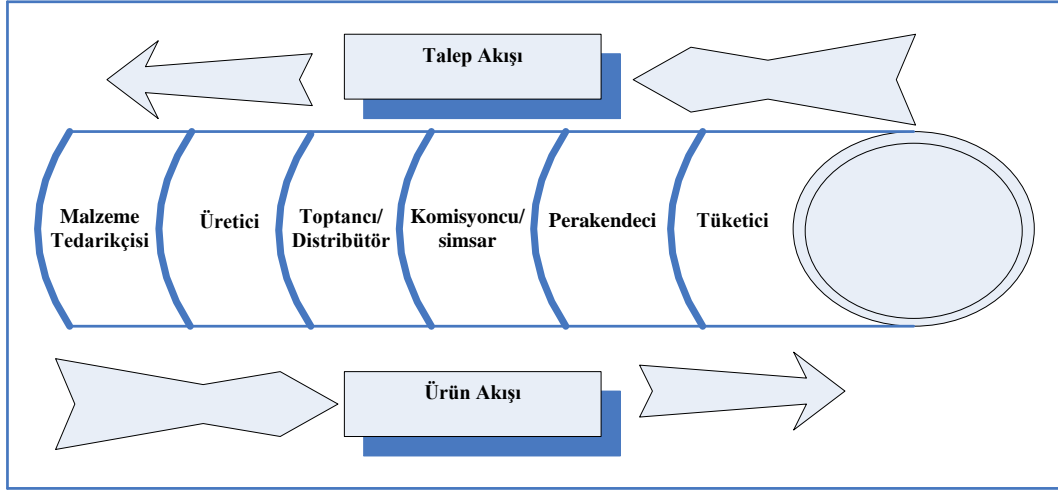 Talep Akışı
Malzeme
Tedarikçisi
Üretici
Toptancı/
Distribütör
Komisyoncu/
simsar
Perakendeci
Tüketici
Ürün Akışı